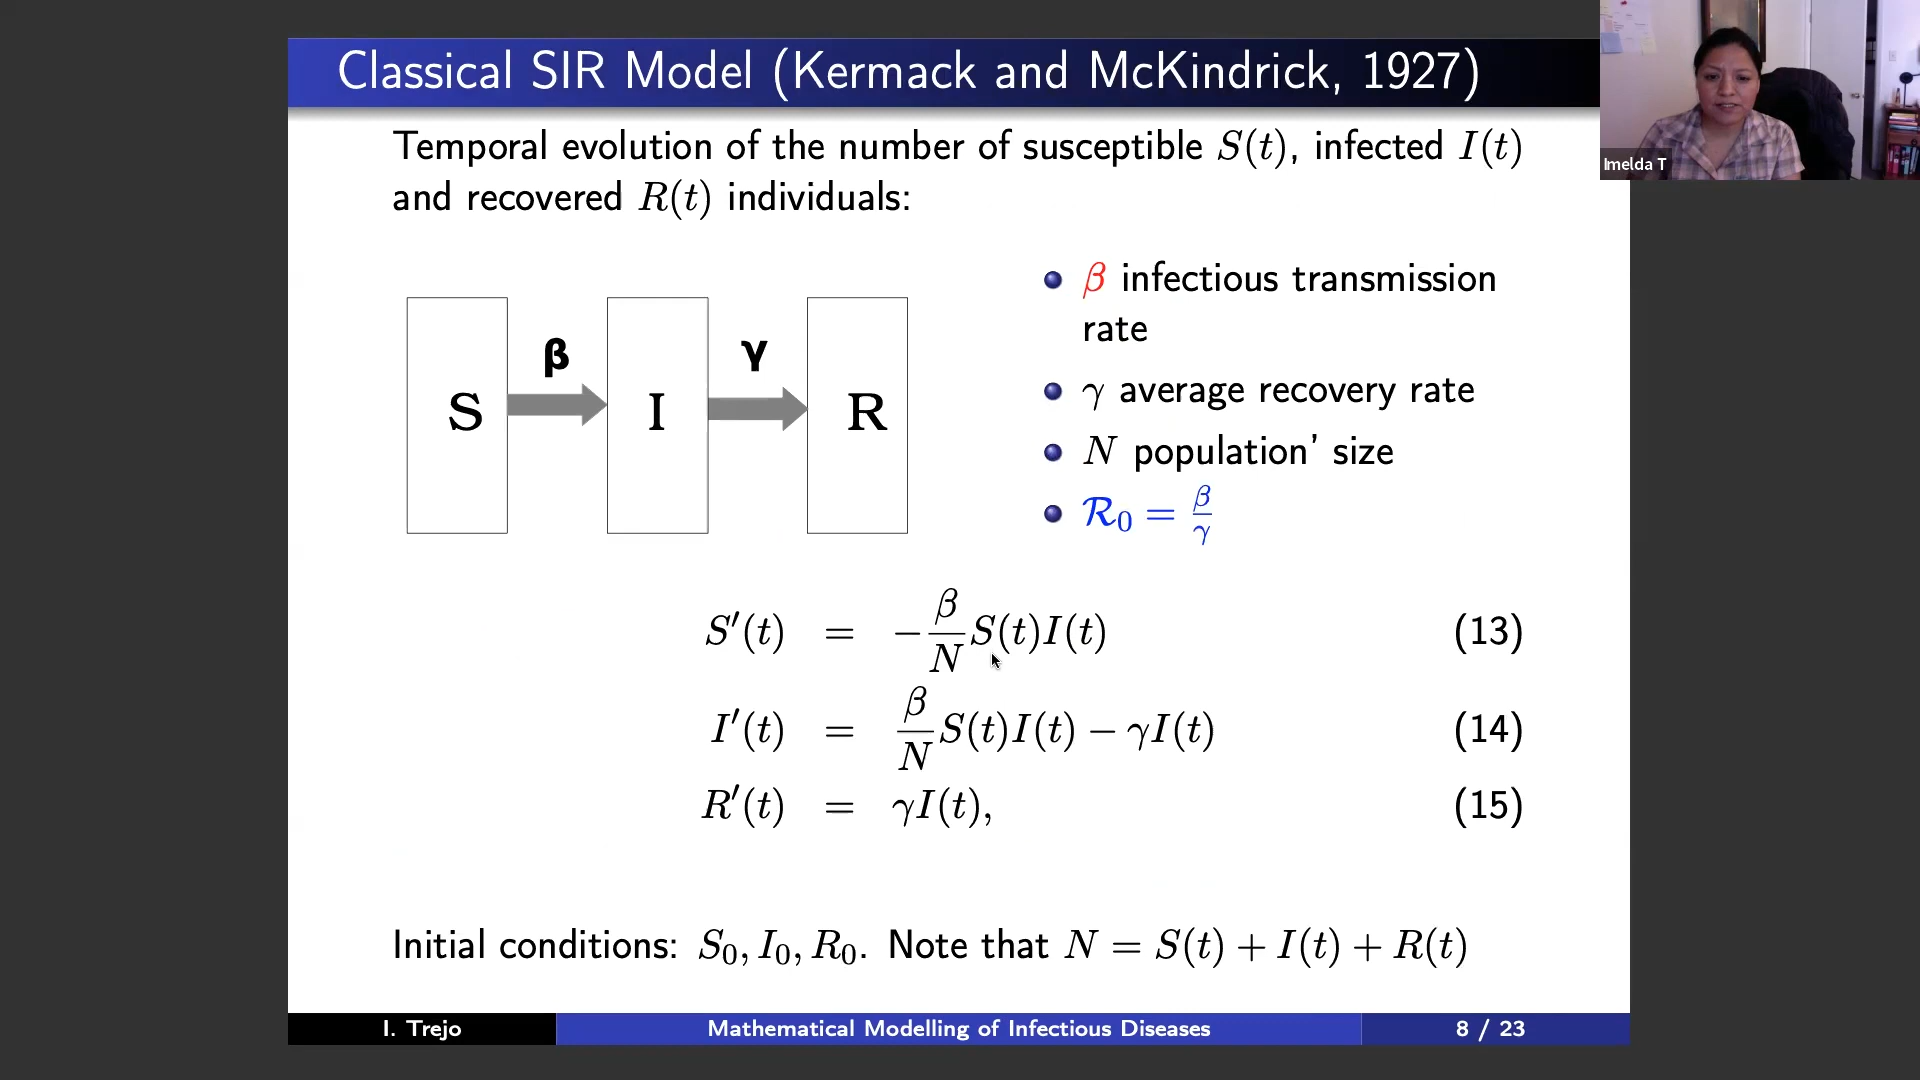 Classical SIR Model (Kermack and McKindrick, 1927)
Imelda T
Temporal evolution of the number of susceptible S(t), infected I(t)
and recovered R(t) individuals:
S β I γ R
β infectious transmission
rate
γ average recovery rate
N population' size
ℛ₀ = β/γ
S′(t) = −β/N S(t)I(t) (13)
I′(t) = β/N S(t)I(t) − γI(t) (14)
R′(t) = γI(t), (15)
Initial conditions: S₀, I₀, R₀. Note that N = S(t) + I(t) + R(t)
I. Trejo Mathematical Modelling of Infectious Diseases 8 / 23